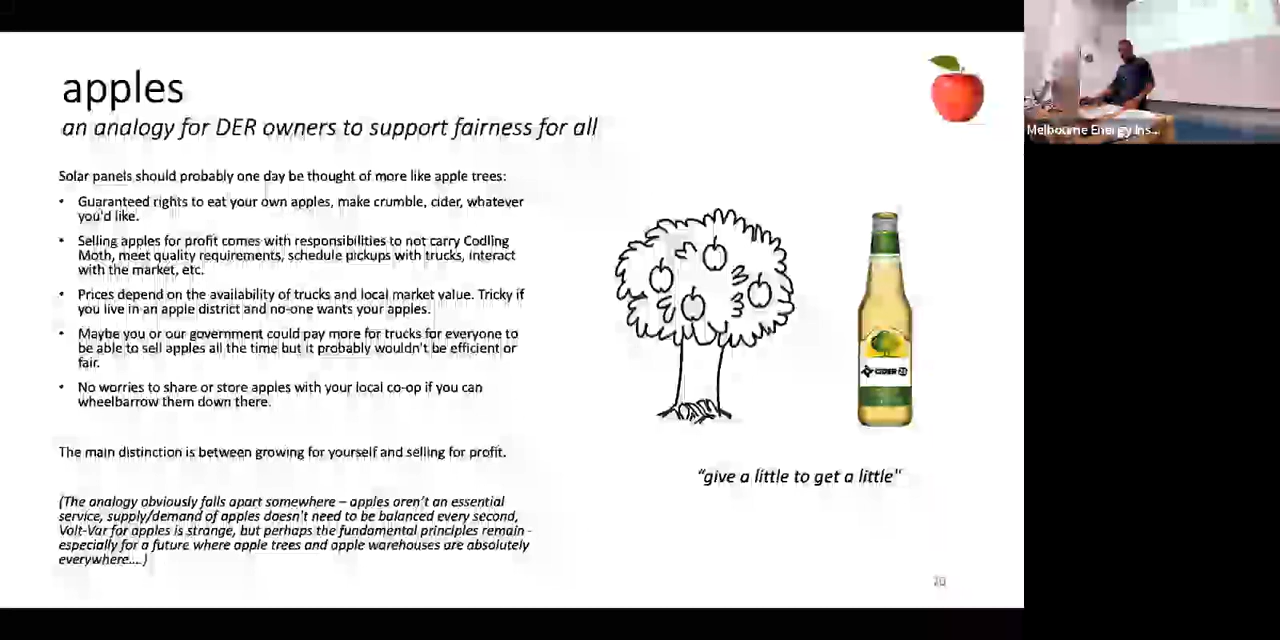 apples
an analogy for DER owners to support fairness for all
Solar panels should probably one day be thought of more like apple trees:
• Guaranteed rights to eat your own apples, make crumble, cider, whatever
you'd like.
• Selling apples for profit comes with responsibilities to not carry Codling
Moth, meet quality requirements, schedule pickups with trucks, interact
with the market, etc.
• Prices depend on the availability of trucks and local market value. Tricky if
you live in an apple district and no-one wants your apples.
• Maybe you or our government could pay more for trucks for everyone to
be able to sell apples all the time but it probably wouldn't be efficient or
fair.
• No worries to share or store apples with your local co-op if you can
wheelbarrow them down there.
The main distinction is between growing for yourself and selling for profit.
(The analogy obviously falls apart somewhere – apples aren't an essential
service, supply/demand of apples doesn't need to be balanced every second,
Volt-Var for apples is strange, but perhaps the fundamental principles remain -
especially for a future where apple trees and apple warehouses are absolutely
everywhere....)
CIDER
"give a little to get a little"
Melbourne Energy Ins...